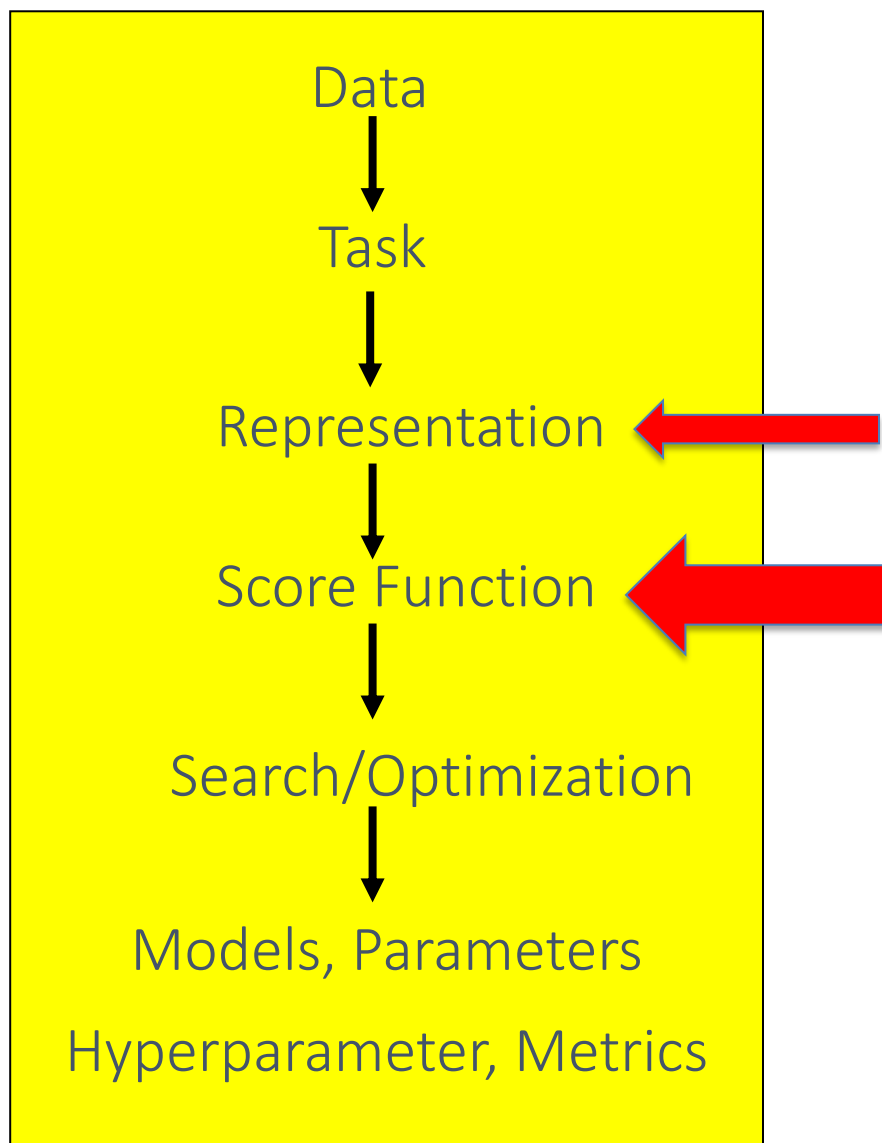 Data
Task
Representation
Score Function
Search/Optimization
Models, Parameters
Hyperparameter, Metrics